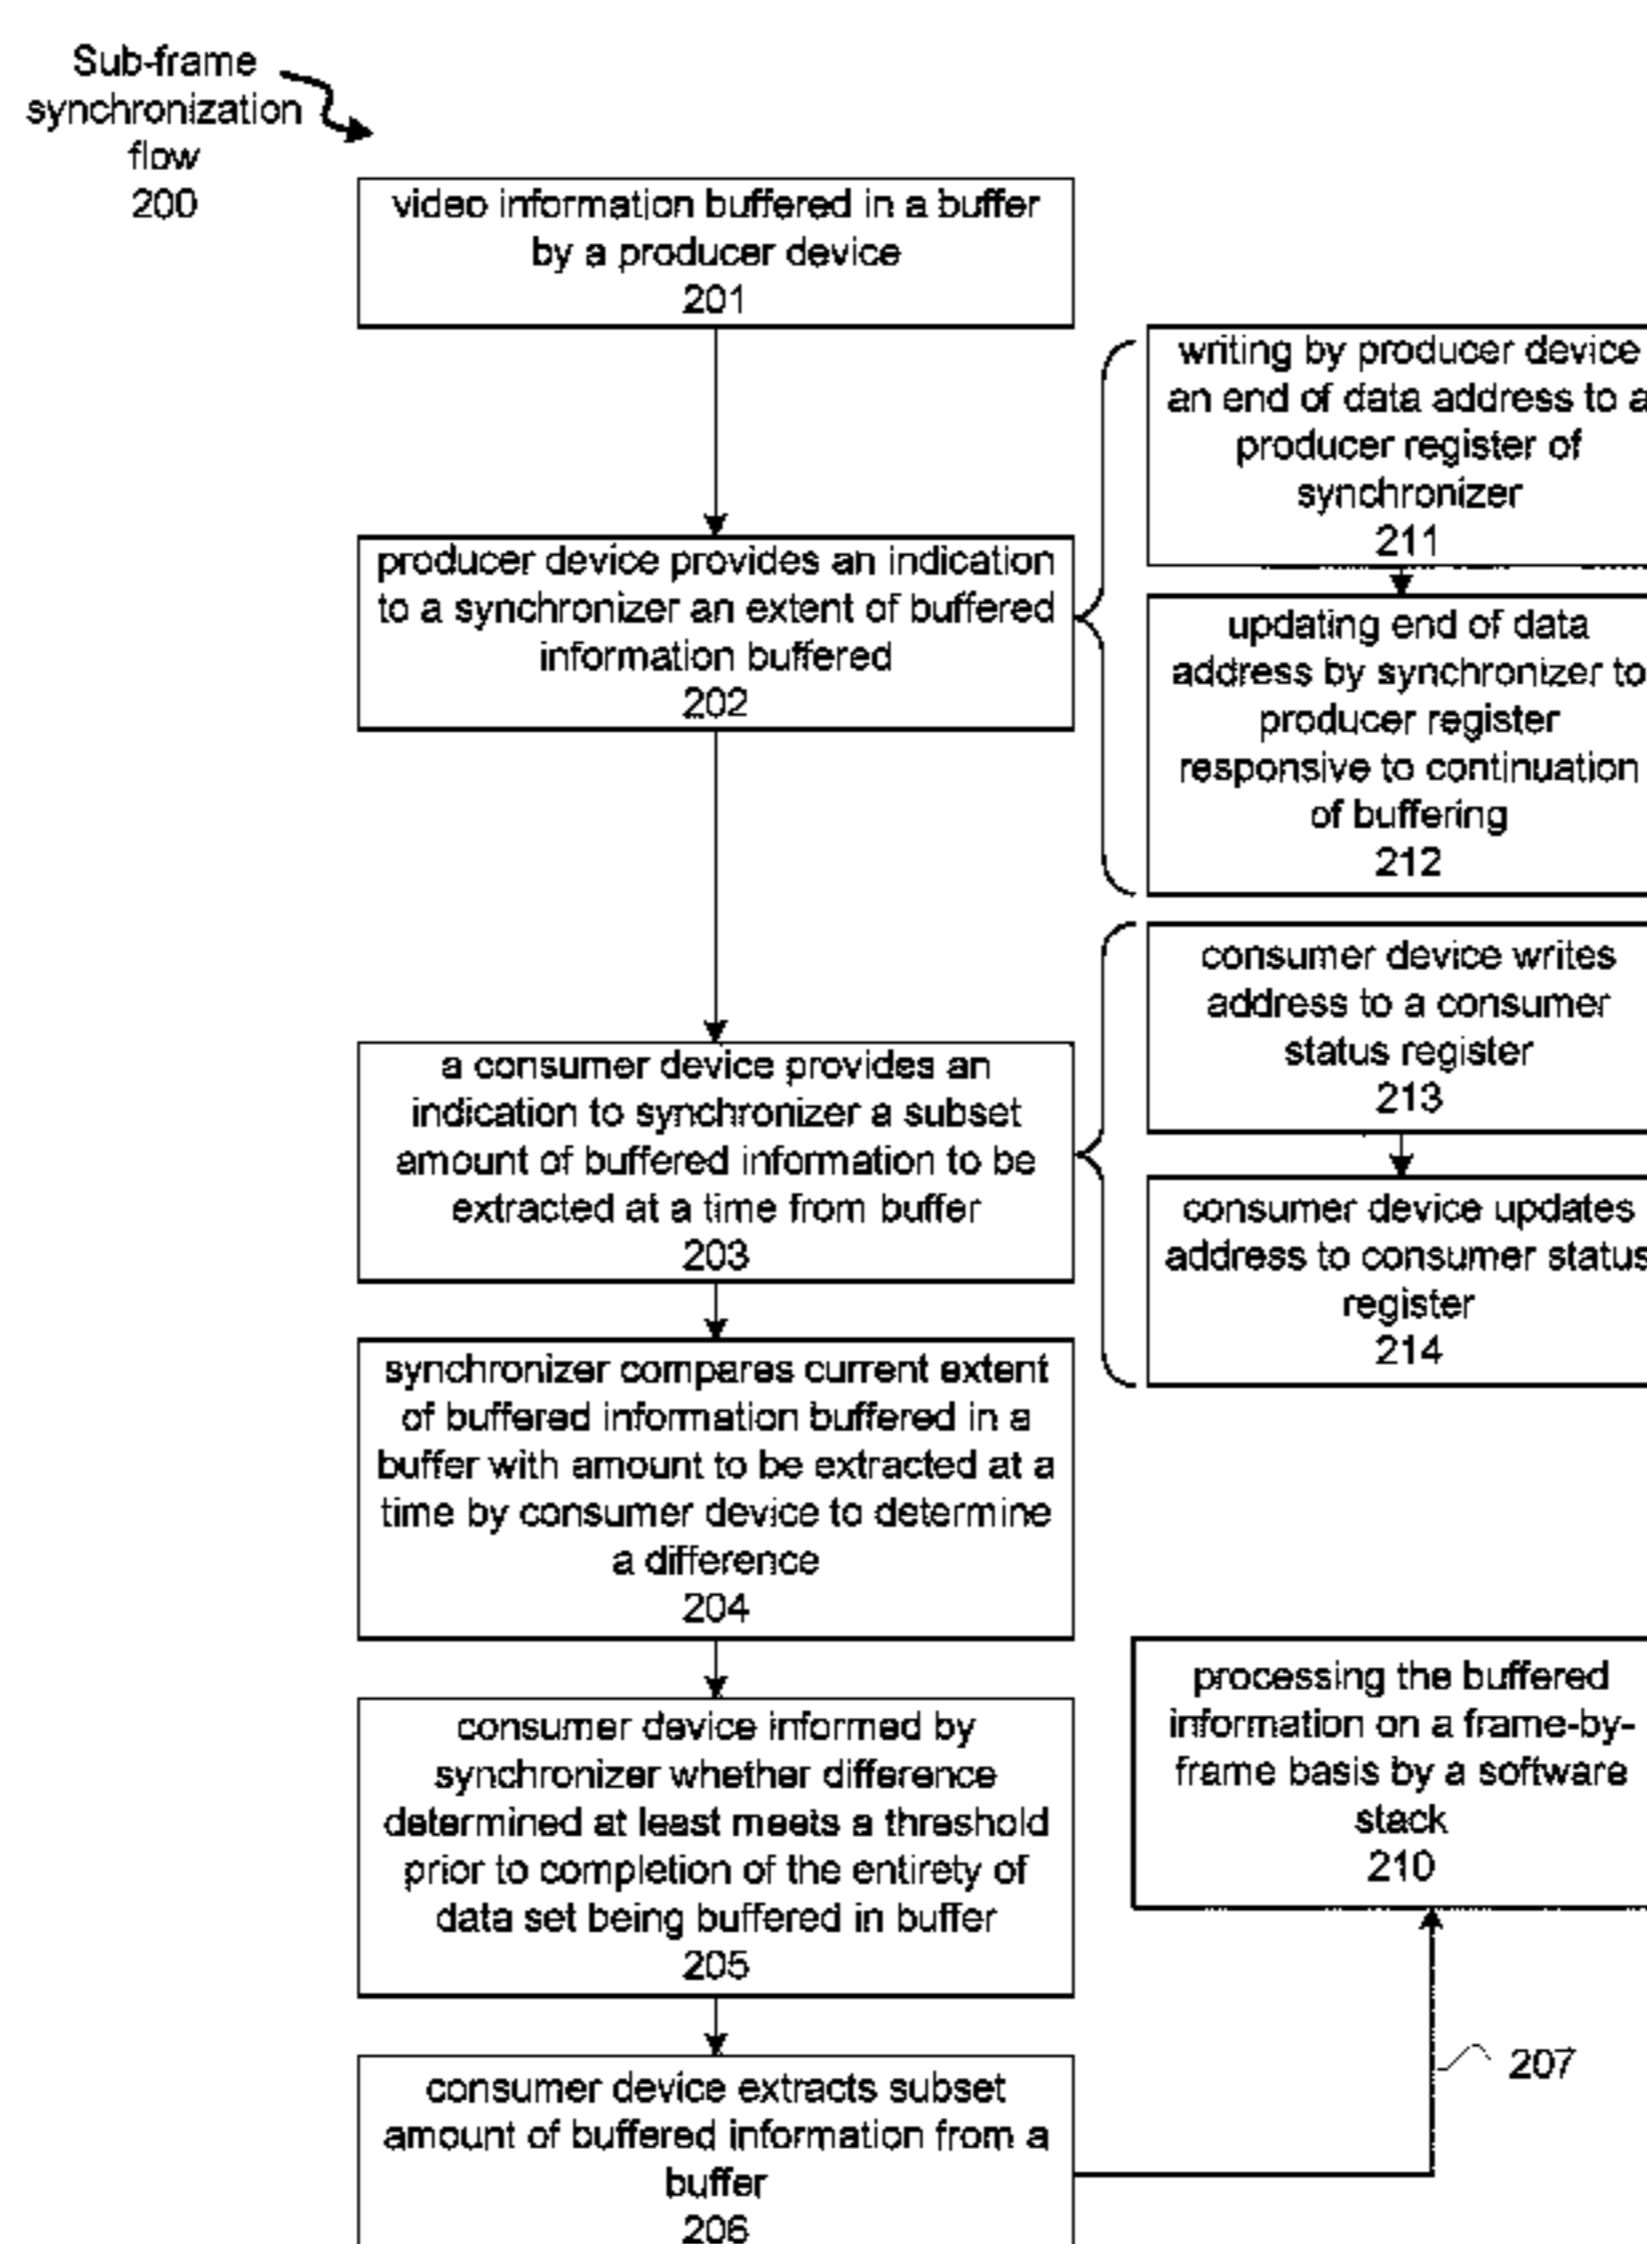 Sub-frame
synchronization
flow
200
video information buffered in a buffer
by a producer device
201
producer device provides an indication
to a synchronizer an extent of buffered
information buffered
202
writing by producer device
an end of data address to a
producer register of
synchronizer
211
updating end of data
address by synchronizer to
producer register
responsive to continuation
of buffering
212
a consumer device provides an
indication to synchronizer a subset
amount of buffered information to be
extracted at a time from buffer
203
consumer device writes
address to a consumer
status register
213
consumer device updates
address to consumer status
register
214
synchronizer compares current extent
of buffered information buffered in a
buffer with amount to be extracted at a
time by consumer device to determine
a difference
204
consumer device informed by
synchronizer whether difference
determined at least meets a threshold
prior to completion of the entirety of
data set being buffered in buffer
205
processing the buffered
information on a frame-by-
frame basis by a software
stack
210
207
consumer device extracts subset
amount of buffered information from a
buffer
206